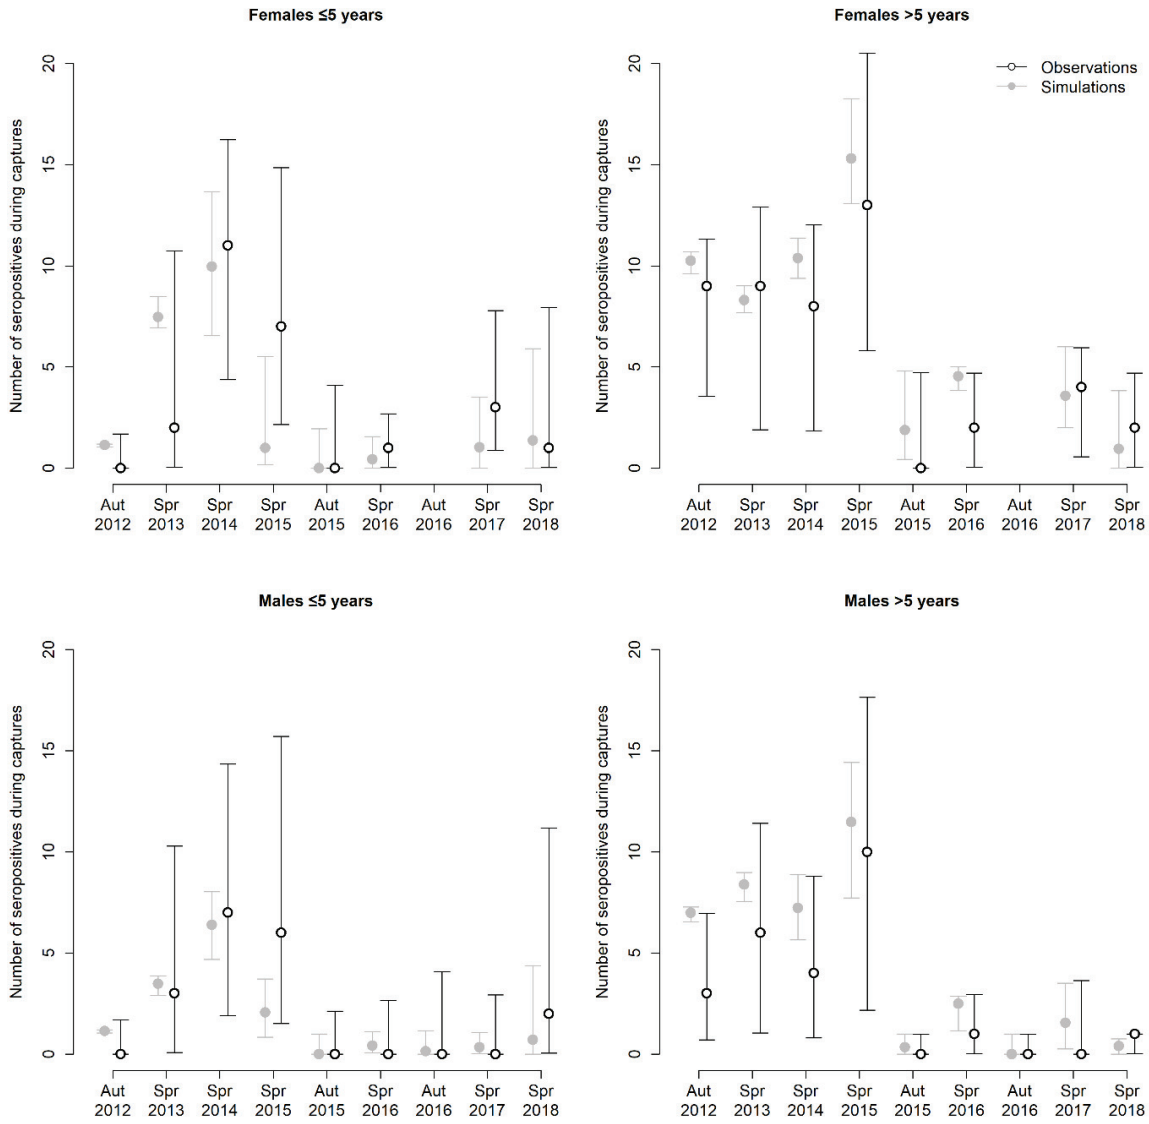 Females ≤5 years
Number of seropositives during captures
20
15
10
5
0
Aut Spr Spr Spr Aut Spr Aut Spr Spr
2012 2013 2014 2015 2015 2016 2016 2017 2018
Females >5 years
Observations
Simulations
Number of seropositives during captures
20
15
10
5
0
Aut Spr Spr Spr Aut Spr Aut Spr Spr
2012 2013 2014 2015 2015 2016 2016 2017 2018
Males ≤5 years
Number of seropositives during captures
20
15
10
5
0
Aut Spr Spr Spr Aut Spr Aut Spr Spr
2012 2013 2014 2015 2015 2016 2016 2017 2018
Males >5 years
Number of seropositives during captures
20
15
10
5
0
Aut Spr Spr Spr Aut Spr Aut Spr Spr
2012 2013 2014 2015 2015 2016 2016 2017 2018